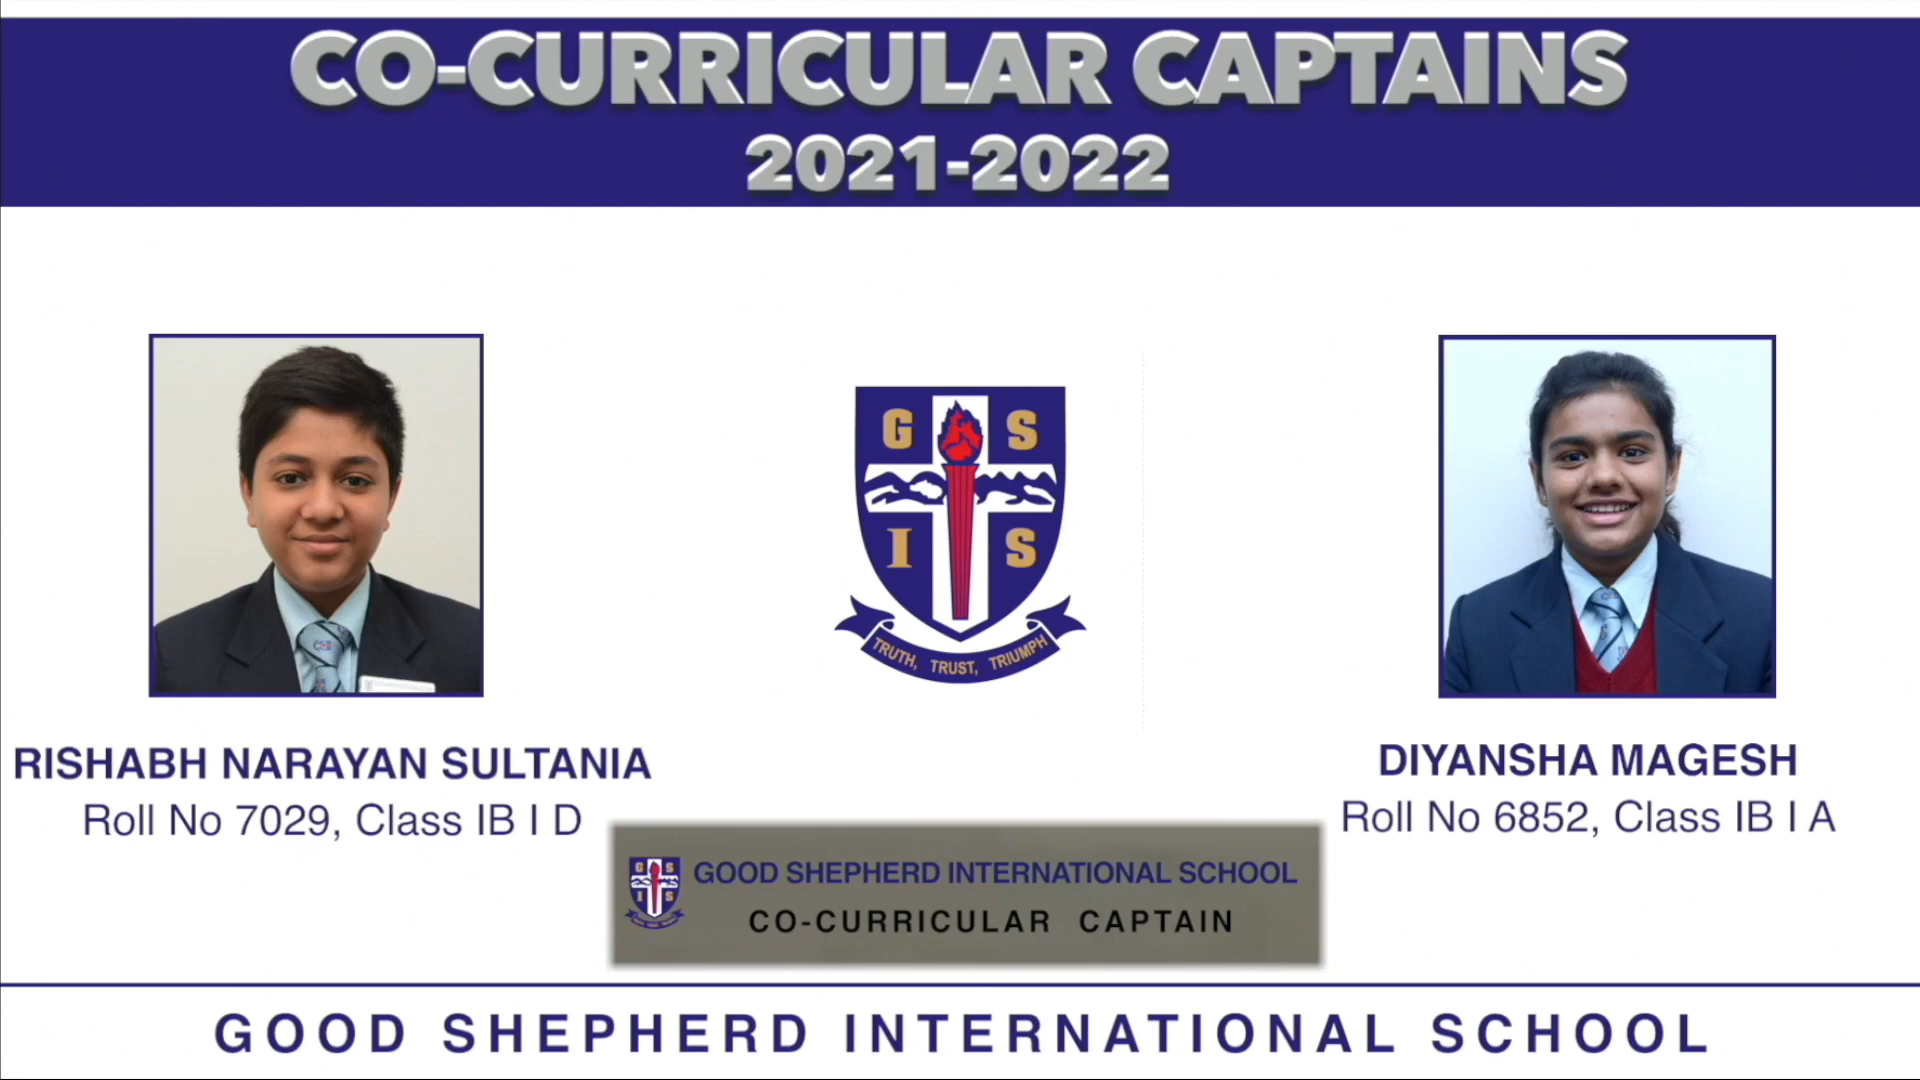 CO-CURRICULAR CAPTAINS
2021-2022
G S
I S
TRUTH, TRUST, TRIUMPH
RISHABH NARAYAN SULTANIA
Roll No 7029, Class IB I D
DIYANSHA MAGESH
Roll No 6852, Class IB I A
G S
I S
GOOD SHEPHERD INTERNATIONAL SCHOOL
CO-CURRICULAR CAPTAIN
GOOD SHEPHERD INTERNATIONAL SCHOOL